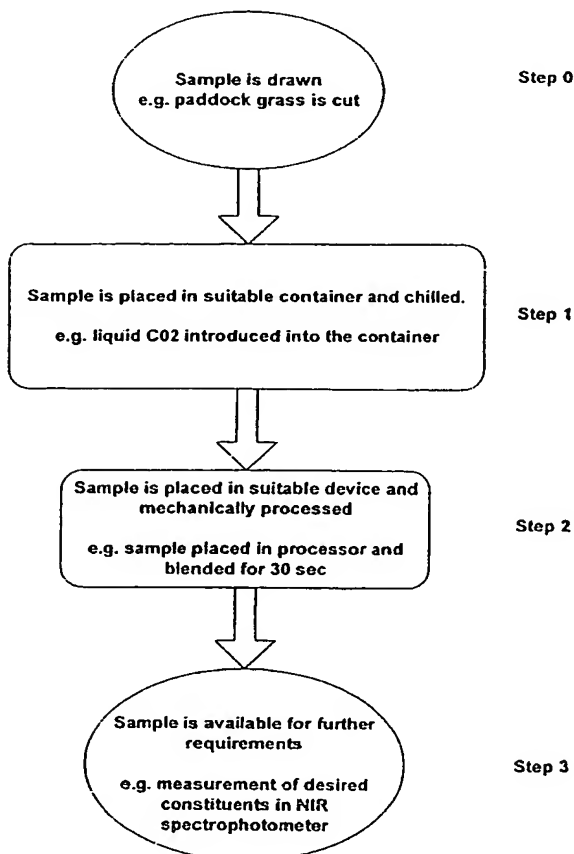 Sample is drawn
e.g. paddock grass is cut
Step 0
Sample is placed in suitable container and chilled.
e.g. liquid C02 introduced into the container
Step 1
Sample is placed in suitable device and
mechanically processed
e.g. sample placed in processor and
blended for 30 sec
Step 2
Sample is available for further
requirements
e.g. measurement of desired
constituents in NIR
spectrophotometer
Step 3